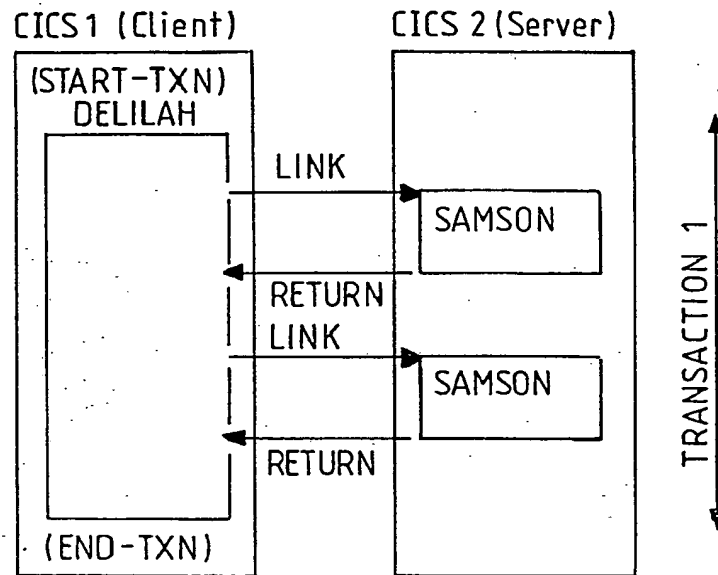 CICS 1 (Client)
CICS 2 (Server)
(START-TXN)
DELILAH
LINK
SAMSON
RETURN
LINK
SAMSON
RETURN
(END-TXN)
TRANSACTION 1